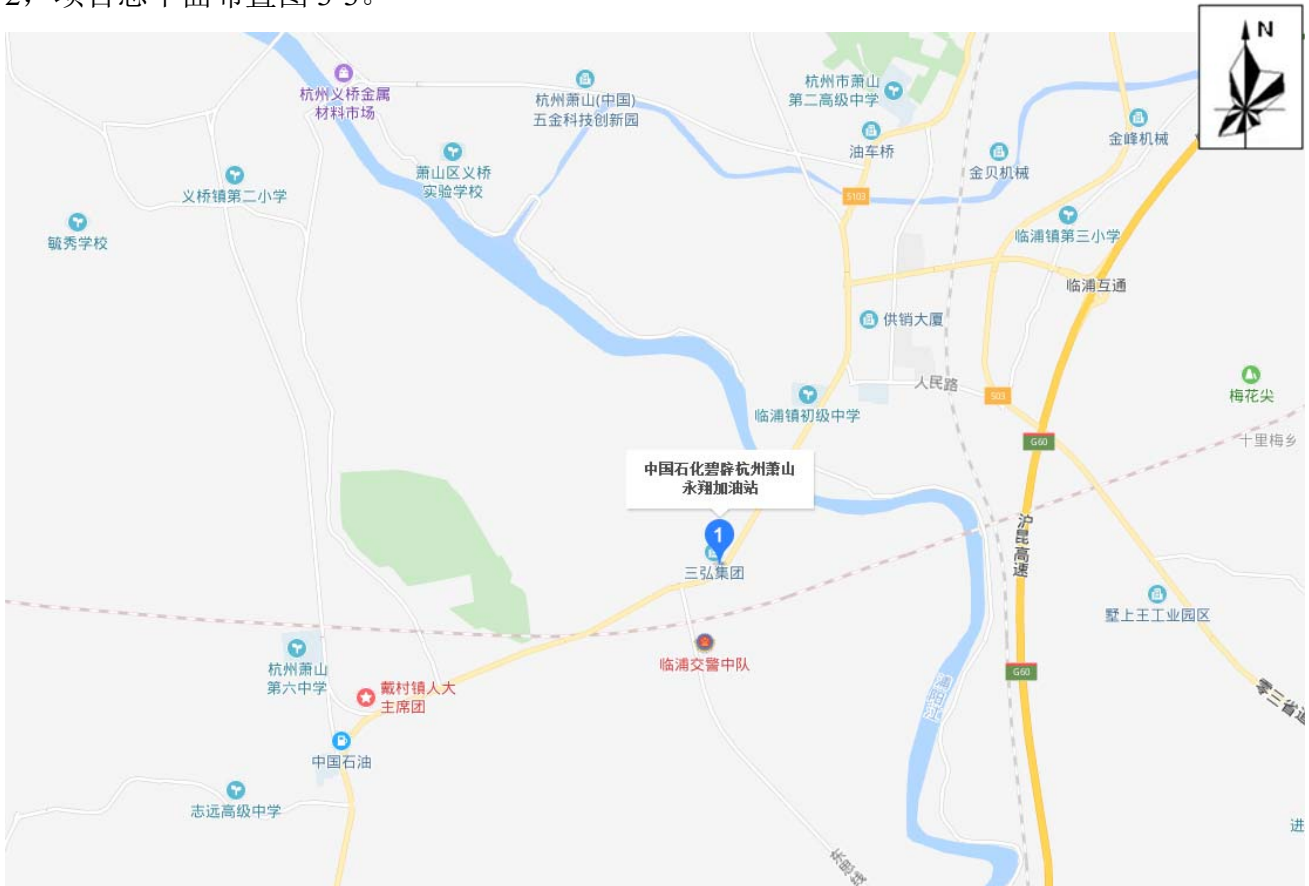 2，项目总平面布置图 3-3。
N
杭州义桥金属
材料市场
杭州萧山(中国)
五金科技创新园
杭州市萧山
第二高级中学
油车桥
金峰机械
金贝机械
萧山区义桥
实验学校
义桥镇第二小学
毓秀学校
S103
临浦镇第三小学
临浦互通
供销大厦
人民路
S03
梅花尖
临浦镇初级中学
G60
十里梅乡
中国石化碧辟杭州萧山
永翔加油站
1
三弘集团
沪昆高速
墅上王工业园区
临浦交警中队
杭州萧山
第六中学
戴村镇人大
主席团
G60
浦阳江
零三省道
中国石油
志远高级中学
进